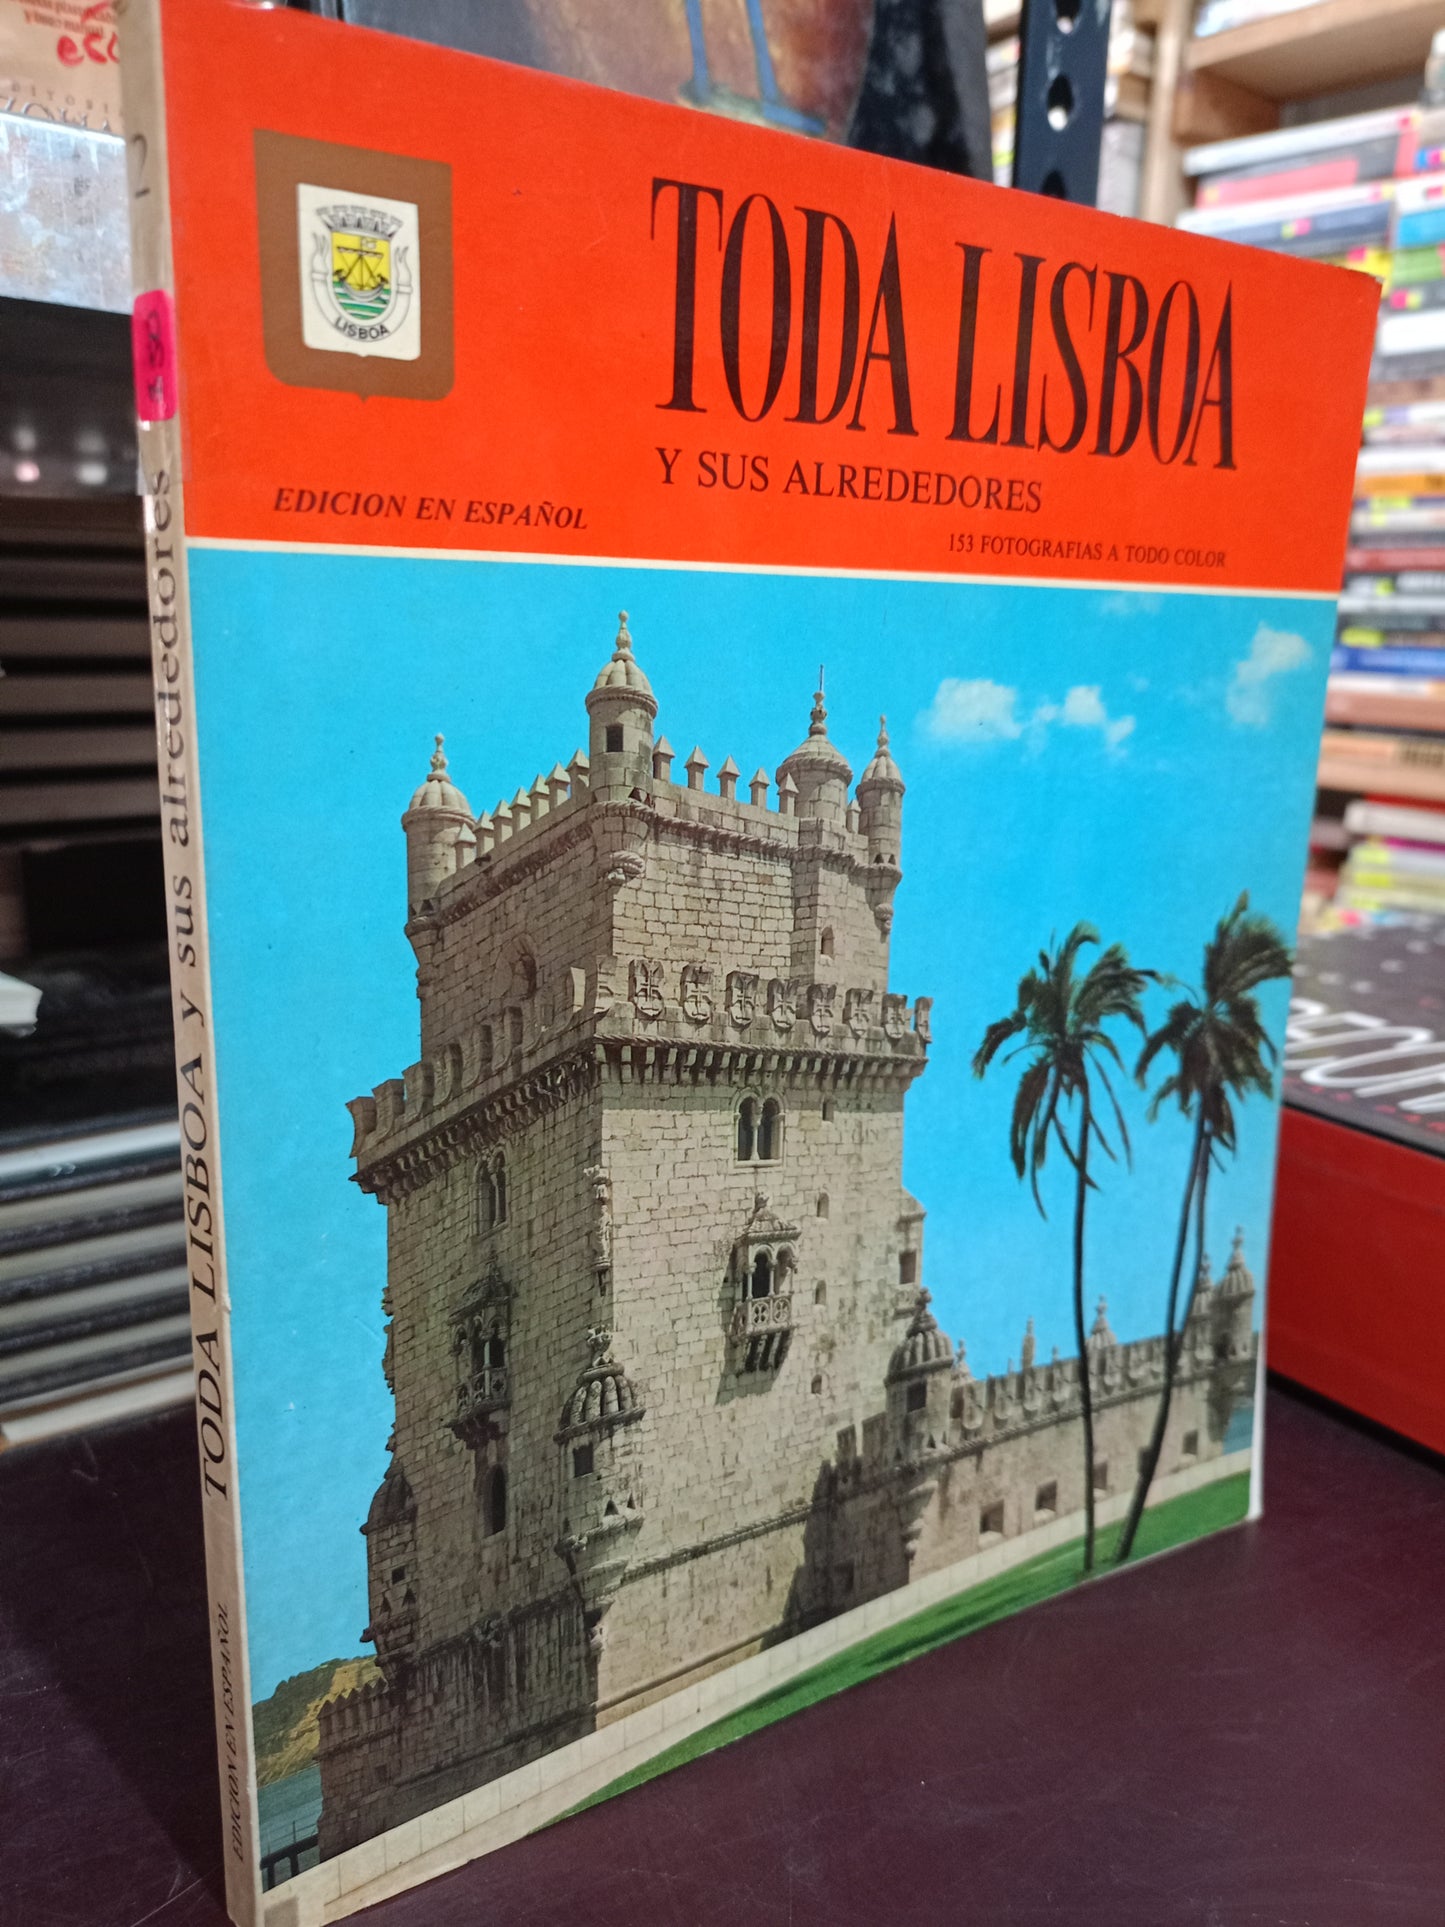 TODA LISBOA
Y SUS ALREDEDORES
EDICION EN ESPAÑOL
153 FOTOGRAFIAS A TODO COLOR
LISBOA
TODA LISBOA y sus alrededores
EDICION EN ESPAÑOL